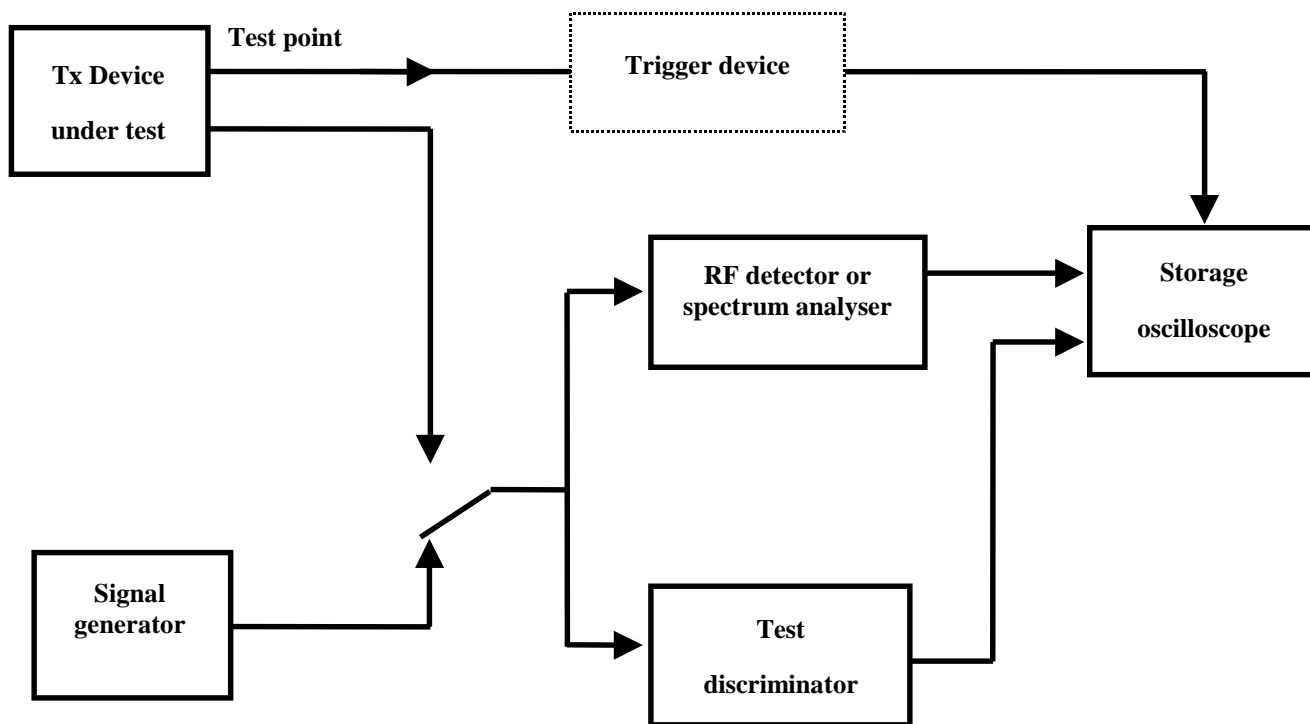 Test point
Tx Device
under test
Trigger device
RF detector or
spectrum analyser
Storage
oscilloscope
Signal
generator
Test
discriminator